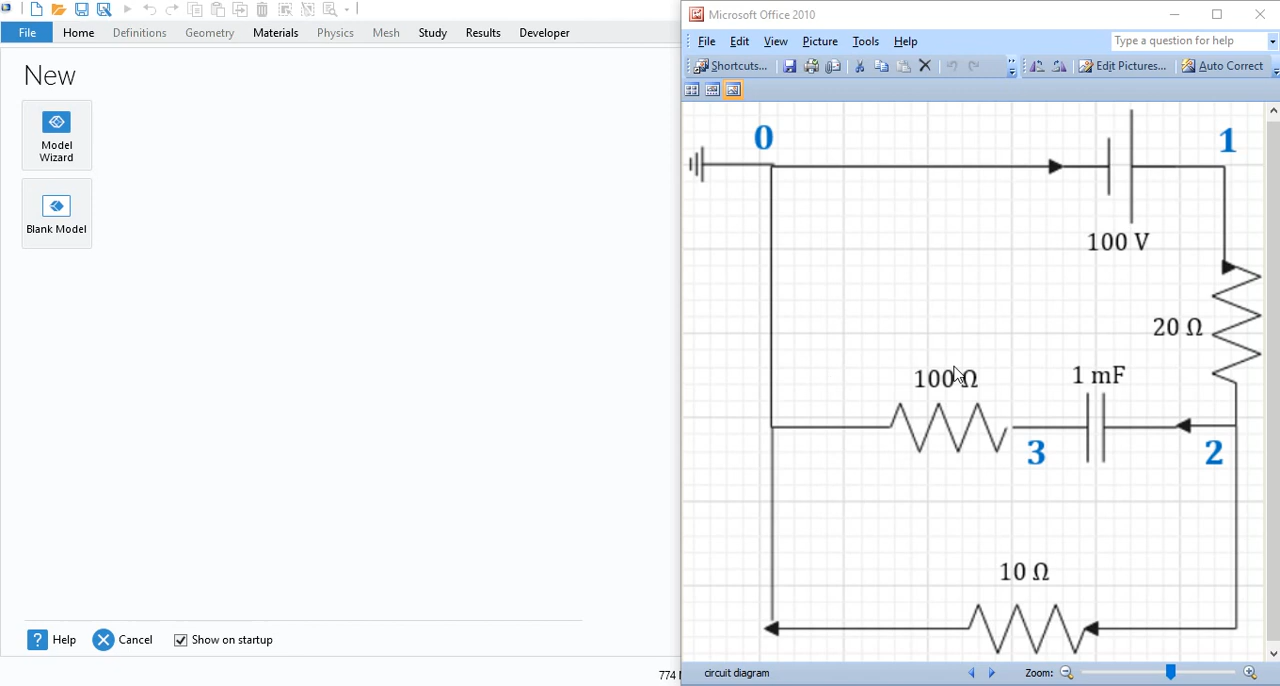 File Home Definitions Geometry Materials Physics Mesh Study Results Developer
New
Model
Wizard
Blank Model
Help Cancel Show on startup
774
Microsoft Office 2010
File Edit View Picture Tools Help
Type a question for help
Shortcuts... Edit Pictures... Auto Correct
0
1
100 V
20 Ω
100 Ω
1 mF
3
2
10 Ω
circuit diagram
Zoom: